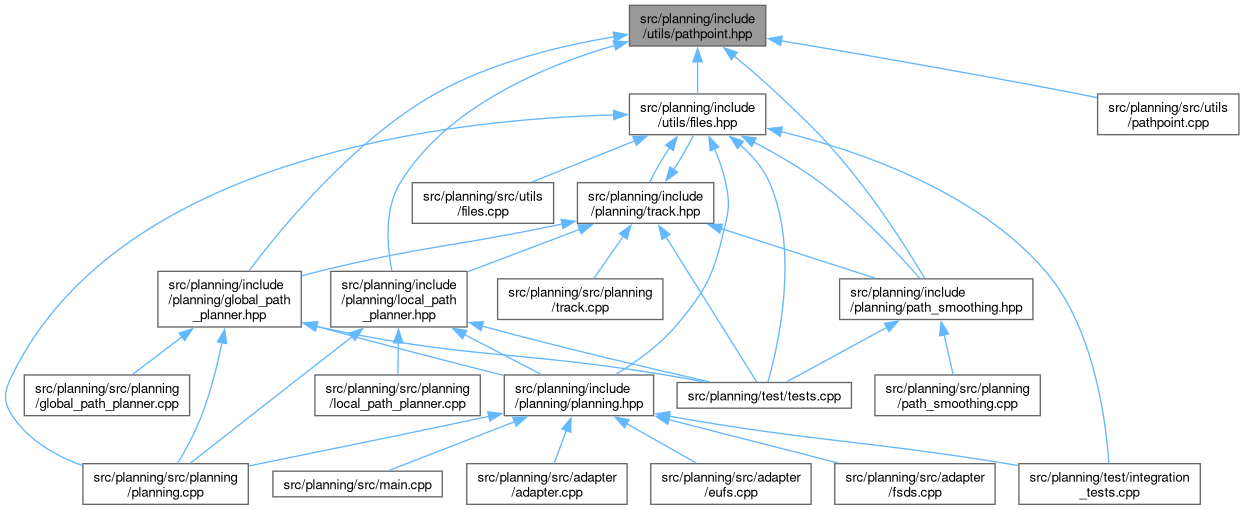 src/planning/include
/utils/pathpoint.hpp
src/planning/include
/utils/files.hpp
src/planning/src/utils
/pathpoint.cpp
src/planning/src/utils
/files.cpp
src/planning/include
/planning/track.hpp
src/planning/include
/planning/global_path
_planner.hpp
src/planning/include
/planning/local_path
_planner.hpp
src/planning/src/planning
/track.cpp
src/planning/include
/planning/path_smoothing.hpp
src/planning/src/planning
/global_path_planner.cpp
src/planning/src/planning
/local_path_planner.cpp
src/planning/include
/planning/planning.hpp
src/planning/test/tests.cpp
src/planning/src/planning
/path_smoothing.cpp
src/planning/src/planning
/planning.cpp
src/planning/src/main.cpp
src/planning/src/adapter
/adapter.cpp
src/planning/src/adapter
/eufs.cpp
src/planning/src/adapter
/fsds.cpp
src/planning/test/integration
_tests.cpp